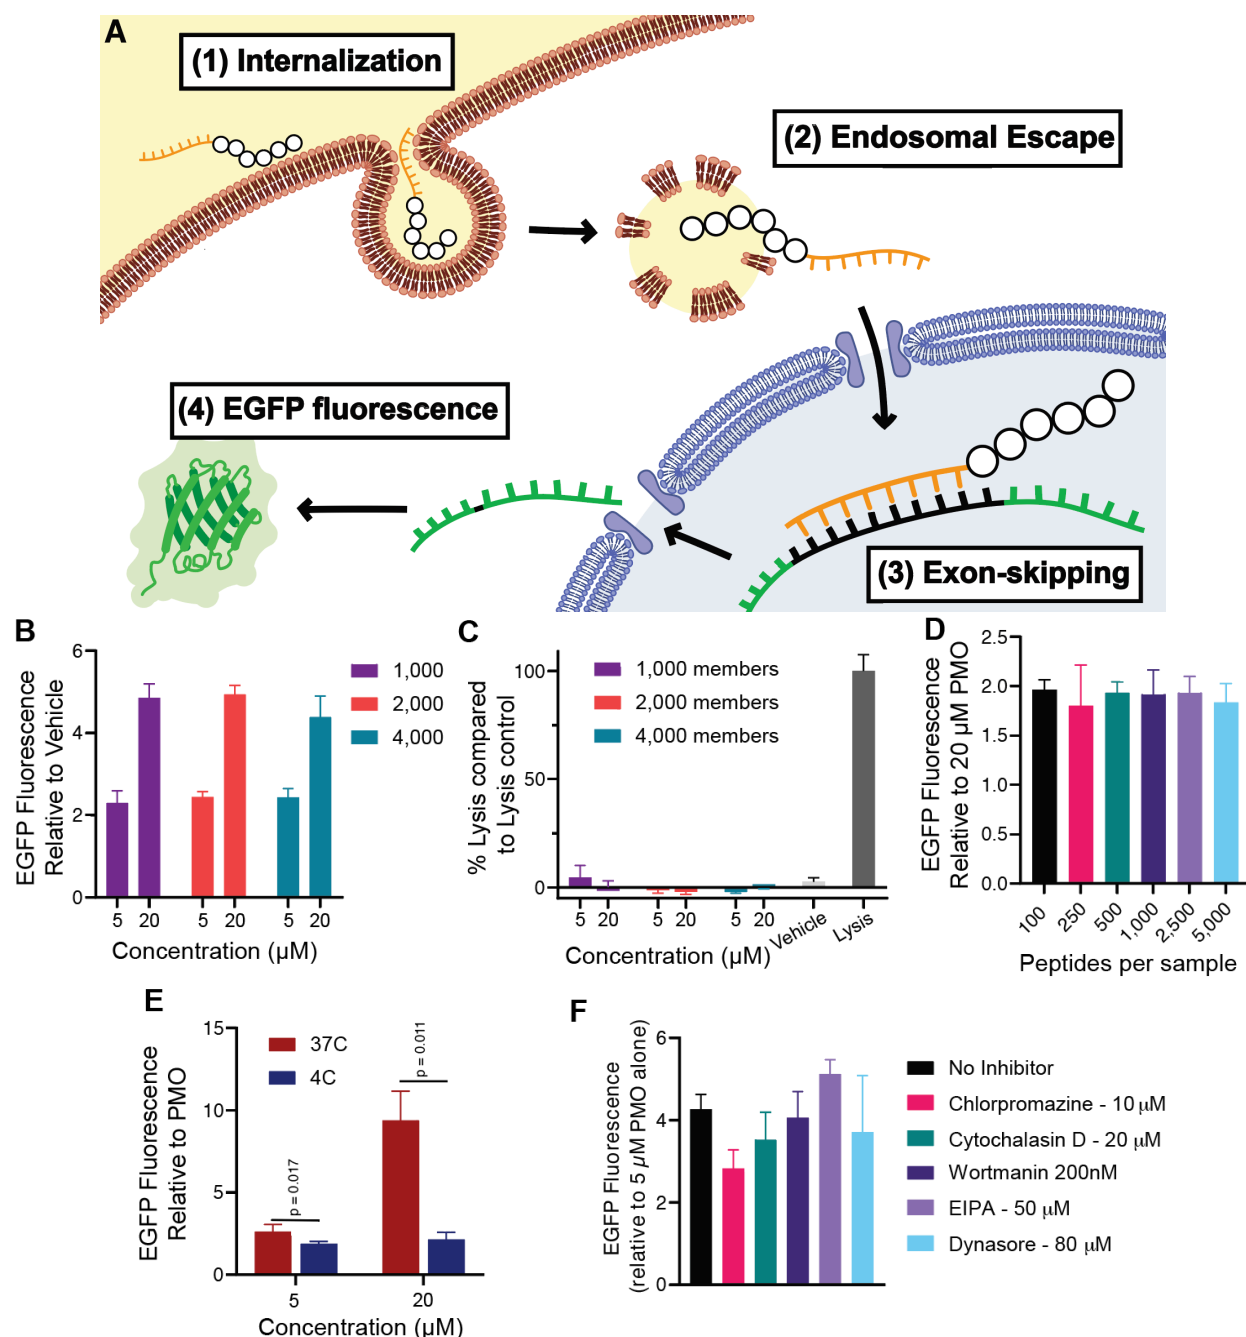 A
(1) Internalization
(2) Endosomal Escape
(4) EGFP fluorescence
(3) Exon-skipping
B
EGFP Fluorescence
Relative to Vehicle
6
4
2
0
5 20 5 20 5 20
Concentration (µM)
1,000
2,000
4,000
C
% Lysis compared
to Lysis control
100
50
0
1,000 members
2,000 members
4,000 members
5 20 5 20 5 20 Vehicle Lysis
Concentration (µM)
D
EGFP Fluorescence
Relative to 20 µM PMO
2.5
2.0
1.5
1.0
0.5
0.0
100 250 500 1,000 2,500 5,000
Peptides per sample
E
EGFP Fluorescence
Relative to PMO
15
10
5
0
37C
4C
p = 0.017
p = 0.011
5 20
Concentration (µM)
F
EGFP Fluorescence
(relative to 5 µM PMO alone)
6
4
2
0
No Inhibitor
Chlorpromazine - 10 µM
Cytochalasin D - 20 µM
Wortmanin 200nM
EIPA - 50 µM
Dynasore - 80 µM